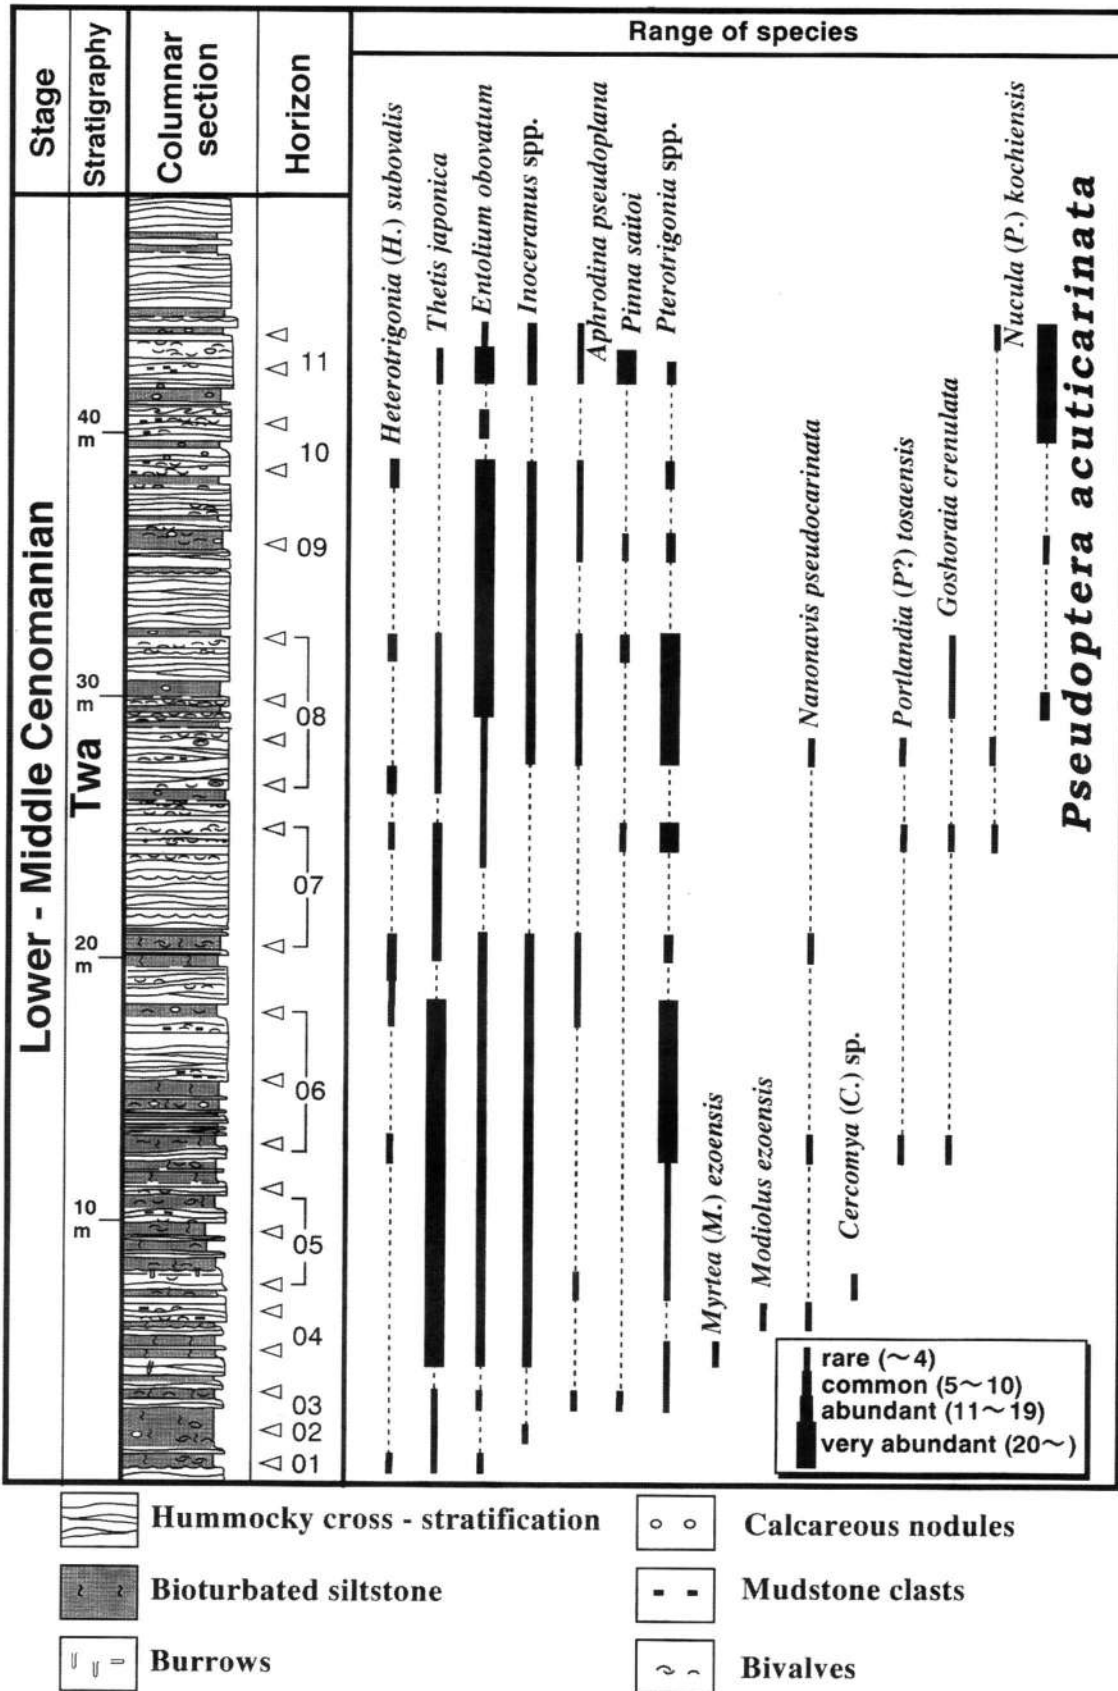 Stage
Stratigraphy
Columnar
section
Horizon
Range of species
Heterotrigonia (H.) subovalis
Thetis japonica
Entolium obovatum
Inoceramus spp.
Aphrodina pseudoplana
Pinna saitoi
Pterotrigonia spp.
Myrtea (M.) ezoensis
Modiolus ezoensis
Nanonavis pseudocarinata
Cercomya (C.) sp.
Portlandia (P?) tosaensis
Goshoraia crenulata
Nucula (P.) kochiensis
Pseudoptera acuticarinata
Lower - Middle Cenomanian
Twa
40
m
30
m
20
m
10
m
11
10
09
08
07
06
05
04
03
02
01
rare (~4)
common (5~10)
abundant (11~19)
very abundant (20~)
Hummocky cross - stratification
Calcareous nodules
Bioturbated siltstone
Mudstone clasts
Burrows
Bivalves